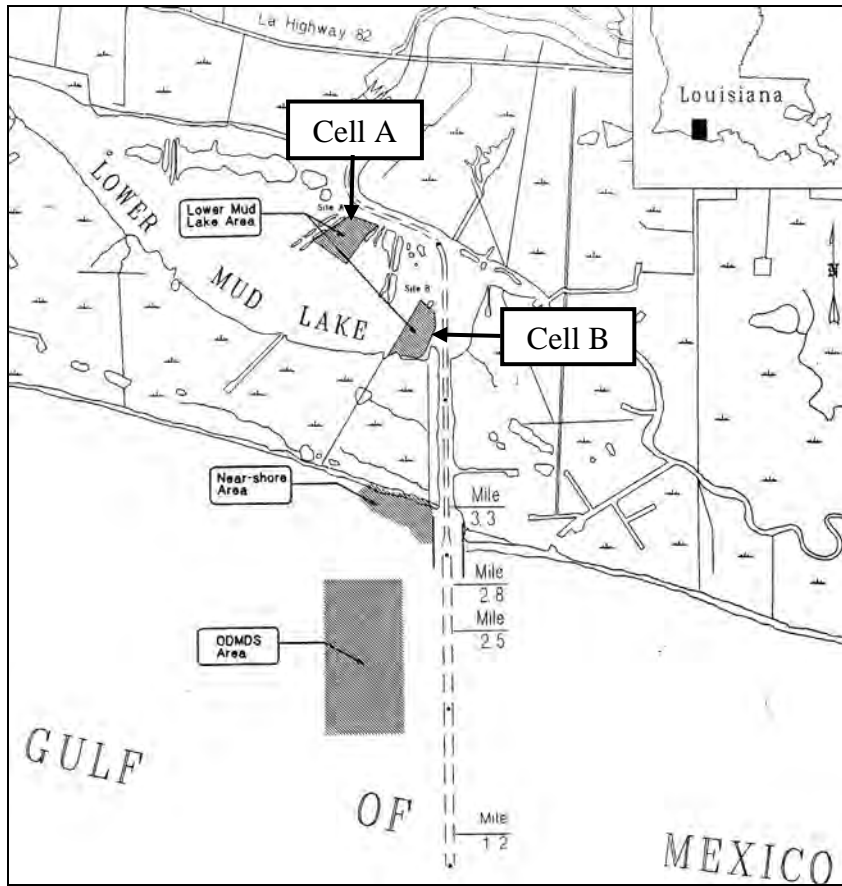 La Highway 82
Louisiana
Cell A
Site A
Lower Mud
Lake Area
LOWER
MUD
LAKE
Site B
Cell B
N
Near-shore
Area
Mile
3.3
Mile
2.8
Mile
2.5
ODMDS
Area
GULF
OF
MEXICO
Mile
1.2